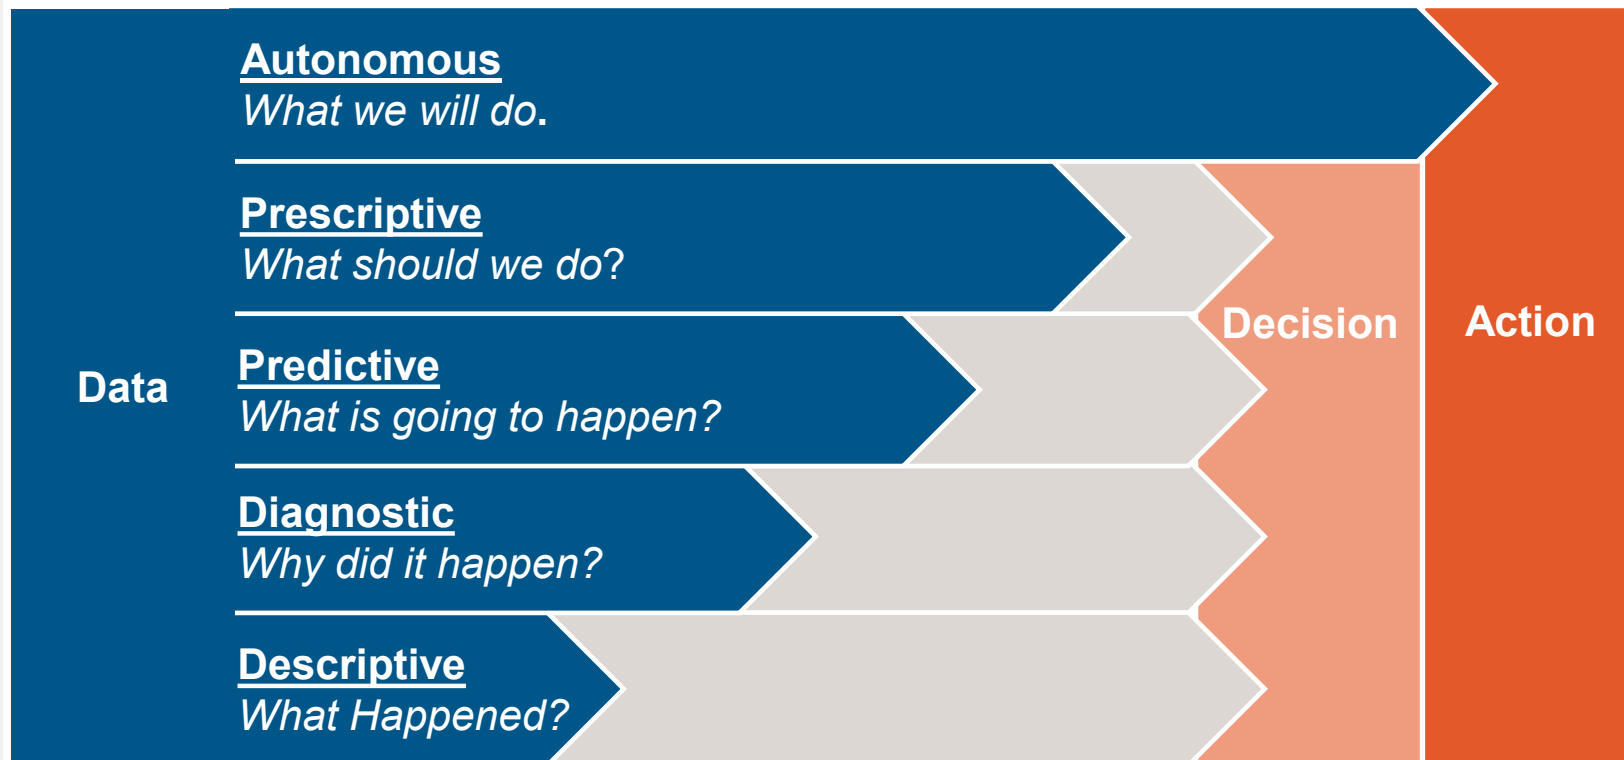 Autonomous
What we will do.
Prescriptive
What should we do?
Predictive
What is going to happen?
Diagnostic
Why did it happen?
Descriptive
What Happened?
Data
Decision
Action